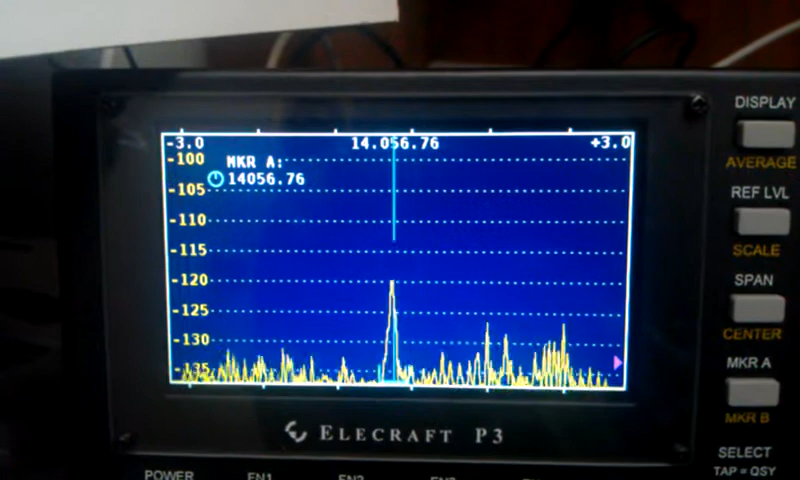 -3.0 14.056.76 +3.0
-100
MKR A:
14056.76
-105
-110
-115
-120
-125
-130
-135
ELECRAFT P3
DISPLAY
AVERAGE
REF LVL
SCALE
SPAN
CENTER
MKR A
MKR B
SELECT
TAP = QSY
POWER FN1 FN2